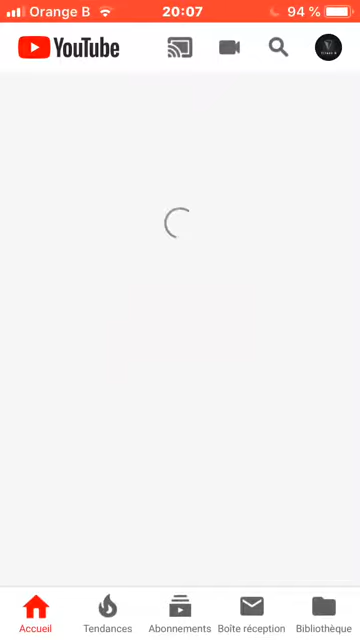 Orange B 20:07 94 %
YouTube
Accueil Tendances Abonnements Boîte réception Bibliothèque